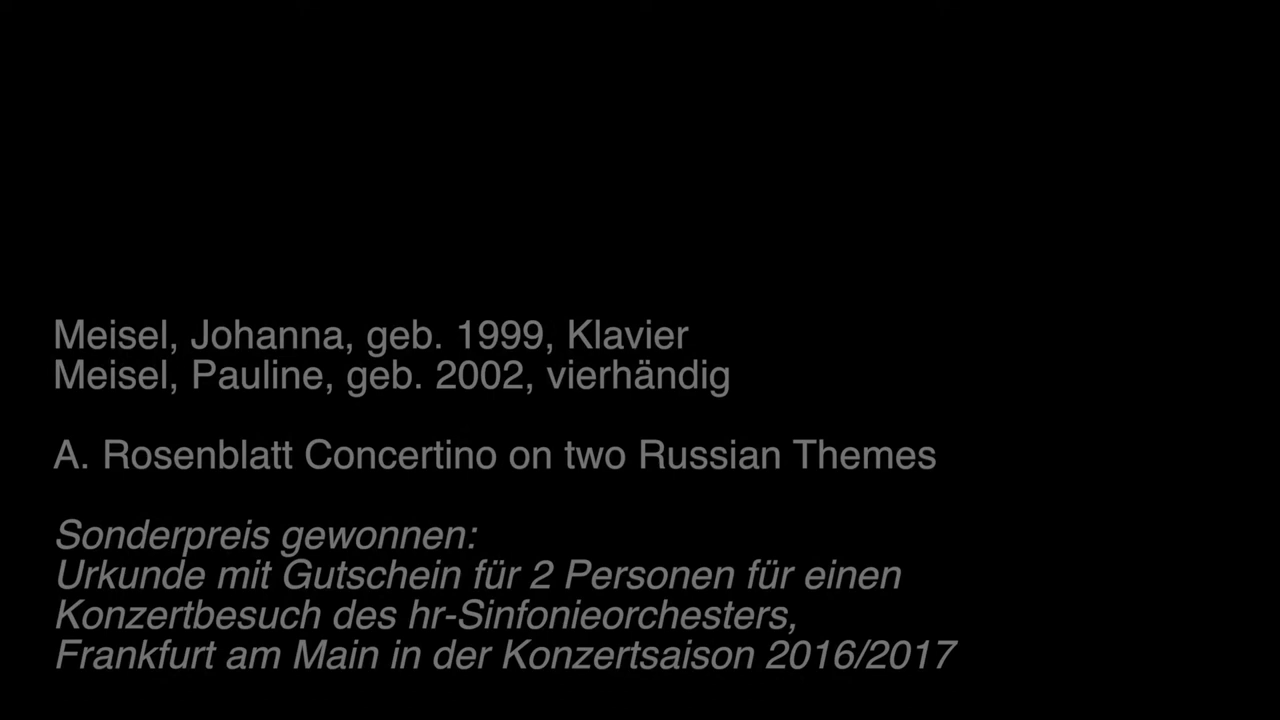 Meisel, Johanna, geb. 1999, Klavier
Meisel, Pauline, geb. 2002, vierhändig
A. Rosenblatt Concertino on two Russian Themes
Sonderpreis gewonnen:
Urkunde mit Gutschein für 2 Personen für einen
Konzertbesuch des hr-Sinfonieorchesters,
Frankfurt am Main in der Konzertsaison 2016/2017